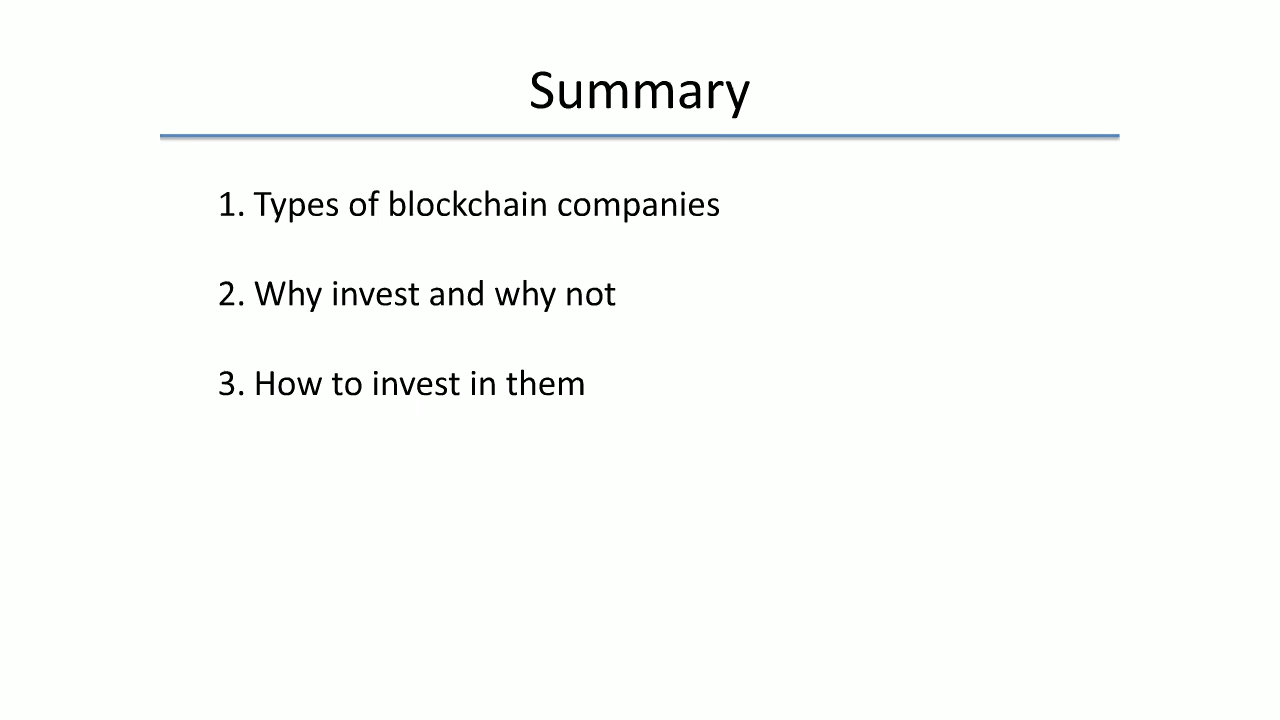 Summary
1. Types of blockchain companies
2. Why invest and why not
3. How to invest in them